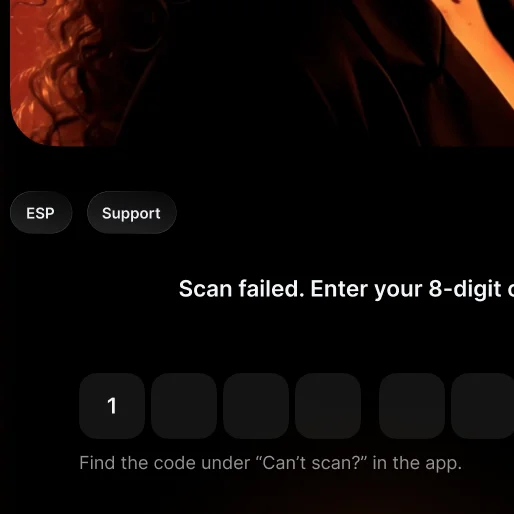 ESP
Support
Scan failed. Enter your 8-digit
1
Find the code under “Can’t scan?” in the app.